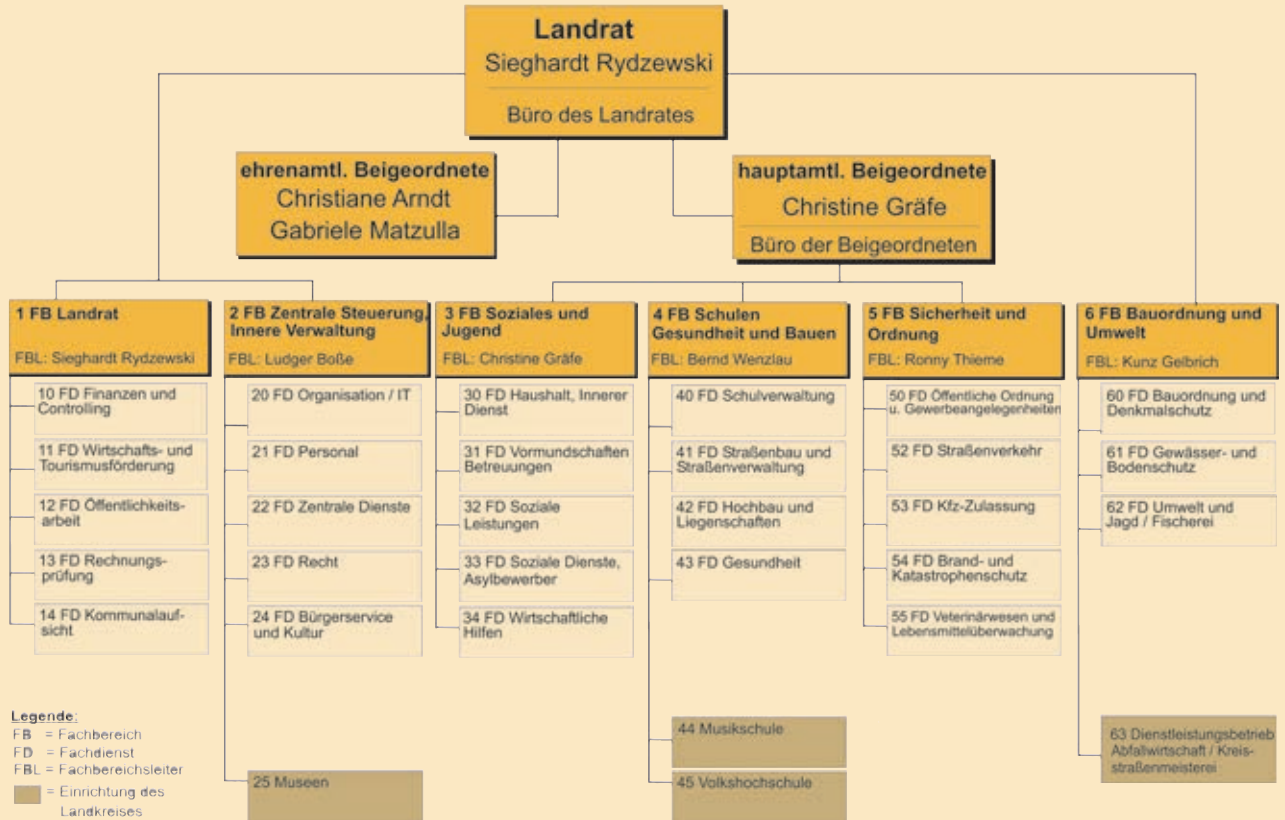 Landrat
Sieghardt Rydzewski
Büro des Landrates
ehrenamtl. Beigeordnete
Christiane Arndt
Gabriele Matzulla
hauptamtl. Beigeordnete
Christine Gräfe
Büro der Beigeordneten
1 FB Landrat
FBL: Sieghardt Rydzewski
10 FD Finanzen und
Controlling
11 FD Wirtschafts- und
Tourismusförderung
12 FD Öffentlichkeits-
arbeit
13 FD Rechnungs-
prüfung
14 FD Kommunalauf-
sicht
2 FB Zentrale Steuerung,
Innere Verwaltung
FBL: Ludger Boße
20 FD Organisation / IT
21 FD Personal
22 FD Zentrale Dienste
23 FD Recht
24 FD Bürgerservice
und Kultur
25 Museen
3 FB Soziales und
Jugend
FBL: Christine Gräfe
30 FD Haushalt, Innerer
Dienst
31 FD Vormundschaften
Betreuungen
32 FD Soziale
Leistungen
33 FD Soziale Dienste,
Asylbewerber
34 FD Wirtschaftliche
Hilfen
4 FB Schulen
Gesundheit und Bauen
FBL: Bernd Wenzlau
40 FD Schulverwaltung
41 FD Straßenbau und
Straßenverwaltung
42 FD Hochbau und
Liegenschaften
43 FD Gesundheit
44 Musikschule
45 Volkshochschule
5 FB Sicherheit und
Ordnung
FBL: Ronny Thieme
50 FD Öffentliche Ordnung
u. Gewerbeangelegenheiten
52 FD Straßenverkehr
53 FD Kfz-Zulassung
54 FD Brand- und
Katastrophenschutz
55 FD Veterinärwesen und
Lebensmittelüberwachung
6 FB Bauordnung und
Umwelt
FBL: Kunz Gelbrich
60 FD Bauordnung und
Denkmalschutz
61 FD Gewässer- und
Bodenschutz
62 FD Umwelt und
Jagd / Fischerei
63 Dienstleistungsbetrieb
Abfallwirtschaft / Kreis-
straßenmeisterei
Legende:
FB = Fachbereich
FD = Fachdienst
FBL = Fachbereichsleiter
= Einrichtung des
Landkreises